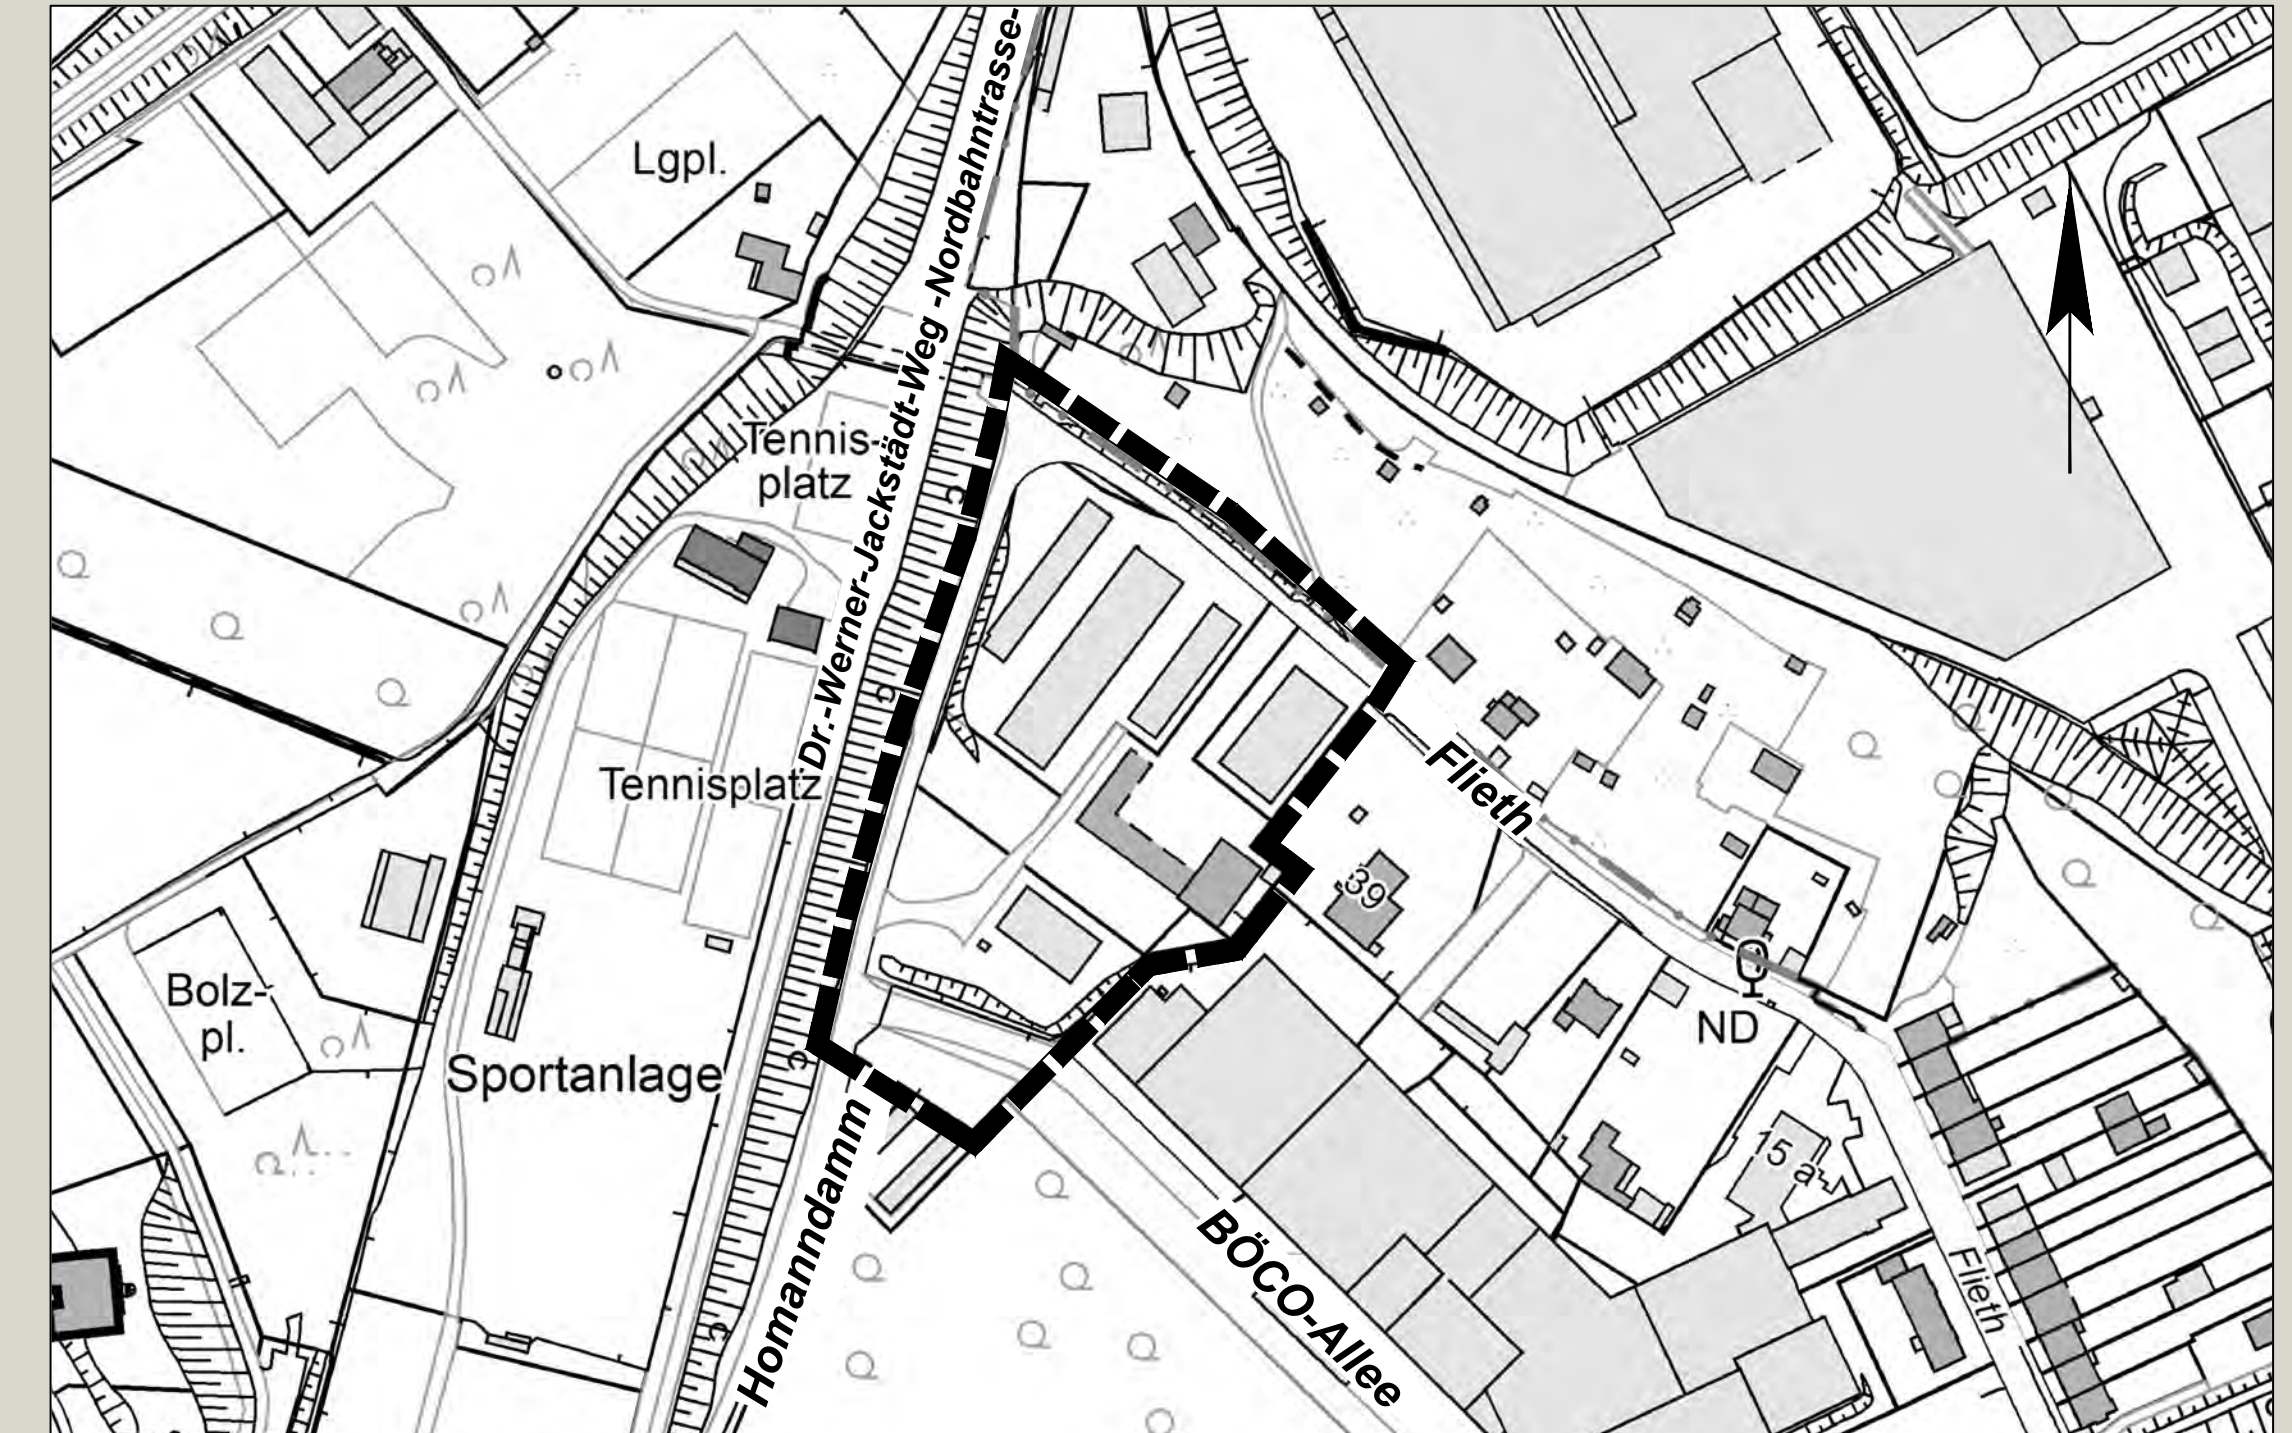 Lgpl.
Dr.-Werner-Jackstädt-Weg -Nordbahntrasse-
Tennis-
platz
Tennisplatz
Flieth
39
Bolz-
pl.
Sportanlage
ND
Homanndamm
15 a
BÖCO-Allee
Flieth